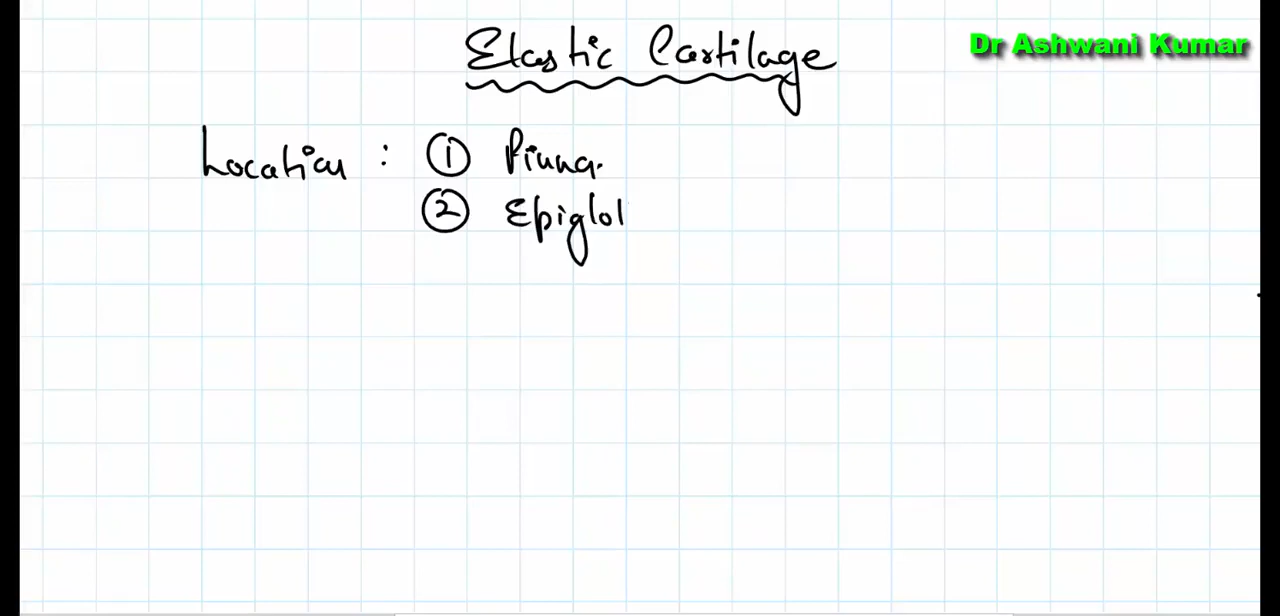 Elastic Cartilage
Dr Ashwani Kumar
Location : ① Pinna.
② Epiglot